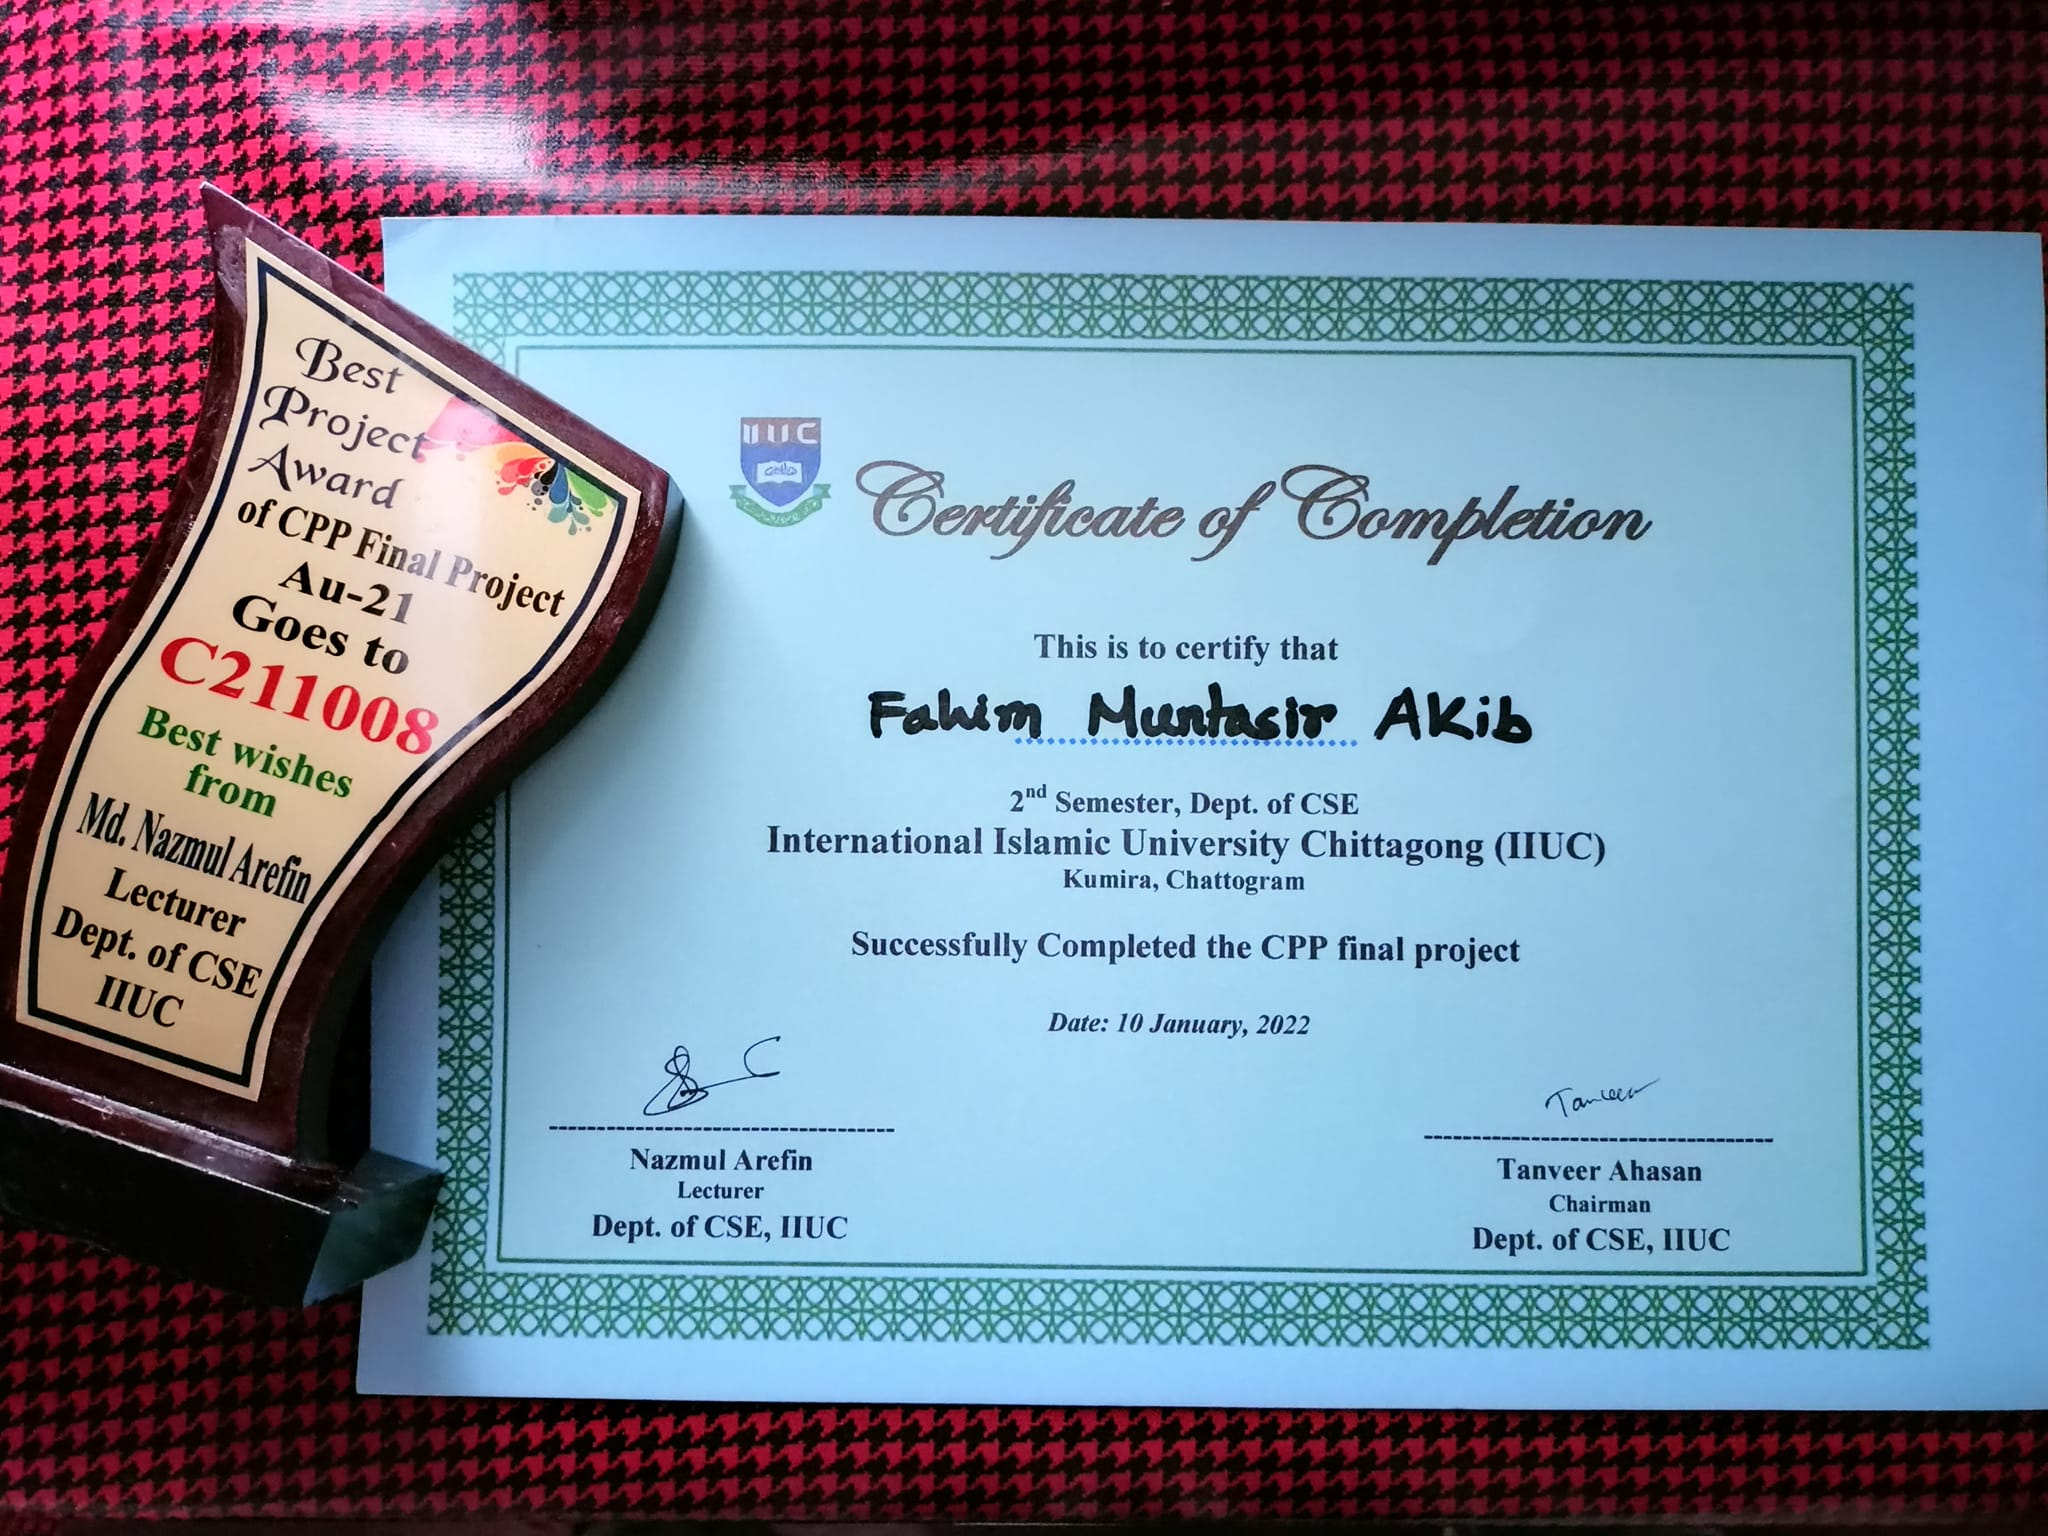 Best
Project
Award
of CPP Final Project
Au-21
Goes to
C211008
Best wishes
from
Md. Nazmul Arefin
Lecturer
Dept. of CSE
IIUC
IIUC
Certificate of Completion
This is to certify that
Fahim Muntasir Akib
2nd Semester, Dept. of CSE
International Islamic University Chittagong (IIUC)
Kumira, Chattogram
Successfully Completed the CPP final project
Date: 10 January, 2022
Tanveer
Nazmul Arefin
Lecturer
Dept. of CSE, IIUC
Tanveer Ahasan
Chairman
Dept. of CSE, IIUC